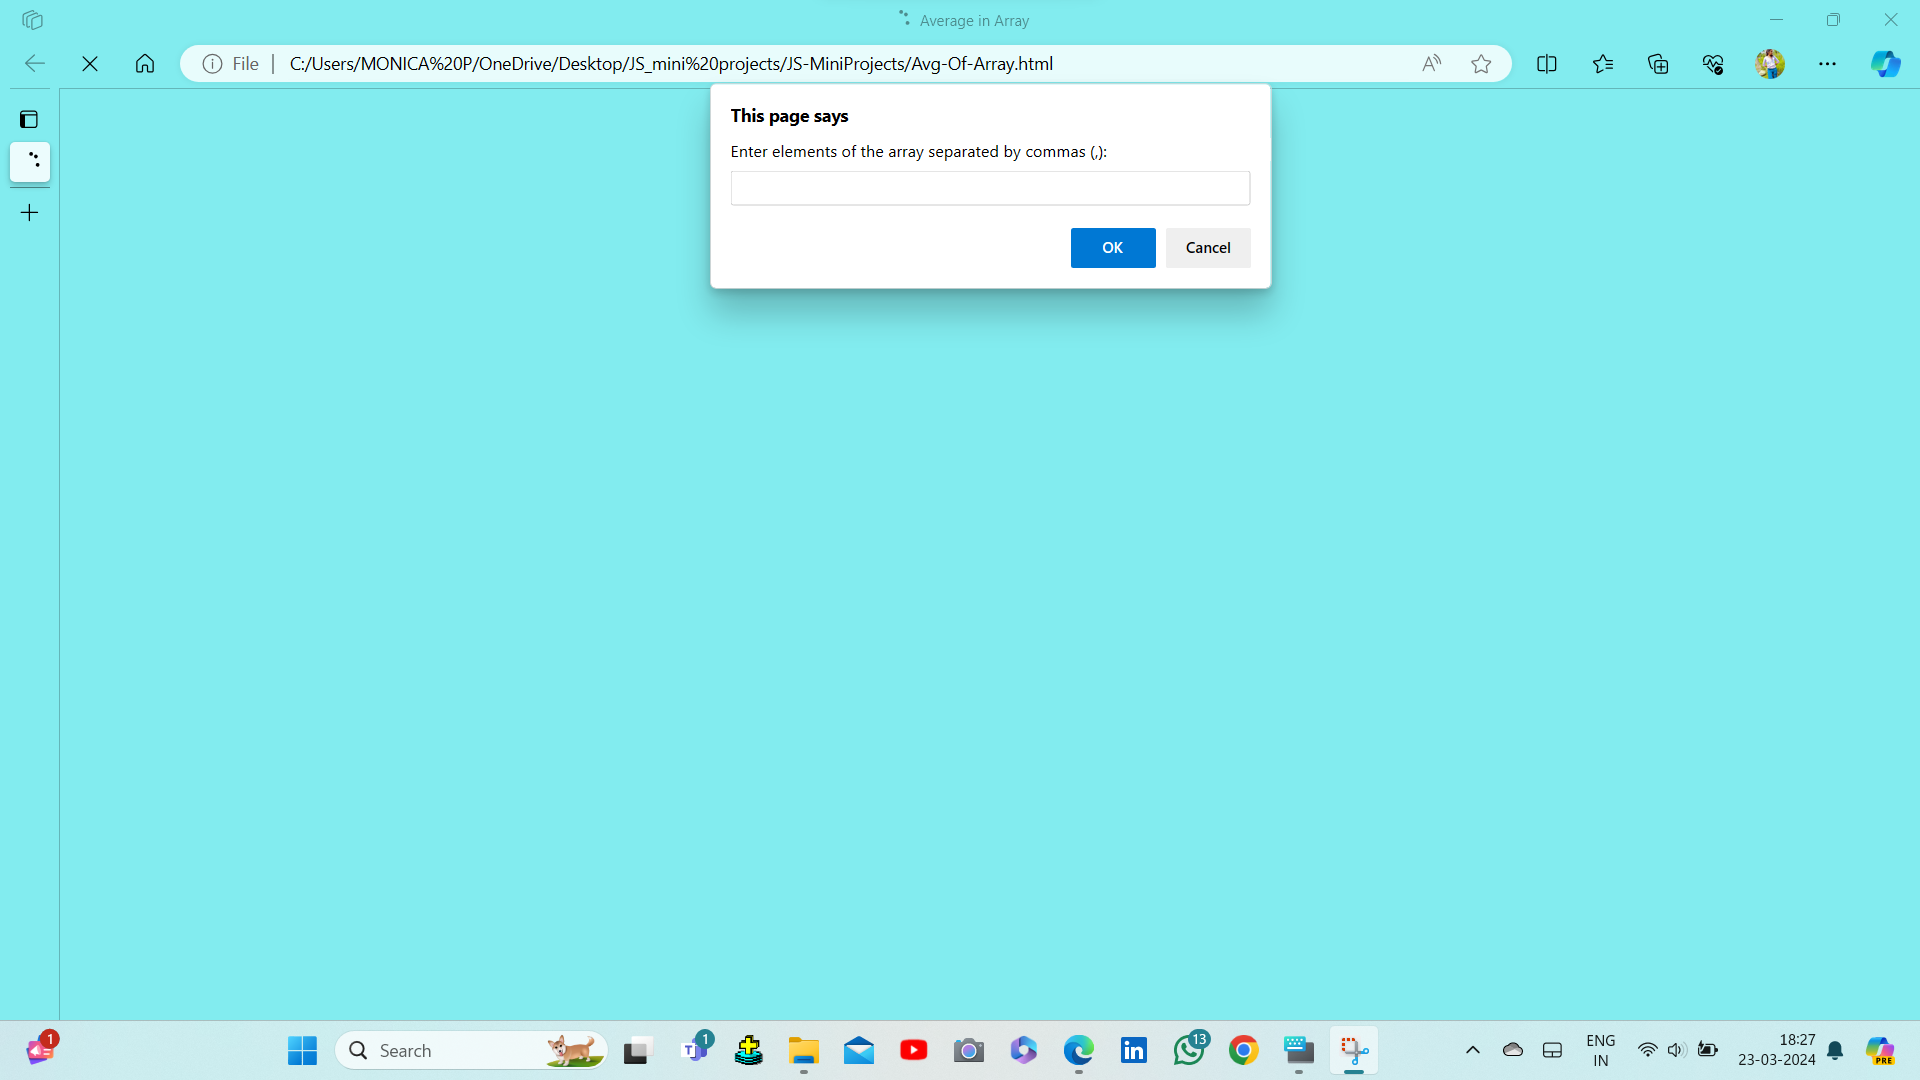 Average in Array
File
C:/Users/MONICA%20P/OneDrive/Desktop/JS_mini%20projects/JS-MiniProjects/Avg-Of-Array.html
This page says
Enter elements of the array separated by commas (,):
OK
Cancel
1
Search
1
13
ENG
IN
18:27
23-03-2024
PRE